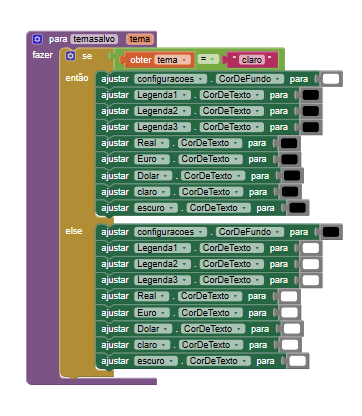 para temasalvo tema
fazer se obter tema = " claro "
então ajustar configuracoes . CorDeFundo para
ajustar Legenda1 . CorDeTexto para
ajustar Legenda2 . CorDeTexto para
ajustar Legenda3 . CorDeTexto para
ajustar Real . CorDeTexto para
ajustar Euro . CorDeTexto para
ajustar Dolar . CorDeTexto para
ajustar claro . CorDeTexto para
ajustar escuro . CorDeTexto para
else ajustar configuracoes . CorDeFundo para
ajustar Legenda1 . CorDeTexto para
ajustar Legenda2 . CorDeTexto para
ajustar Legenda3 . CorDeTexto para
ajustar Real . CorDeTexto para
ajustar Euro . CorDeTexto para
ajustar Dolar . CorDeTexto para
ajustar claro . CorDeTexto para
ajustar escuro . CorDeTexto para